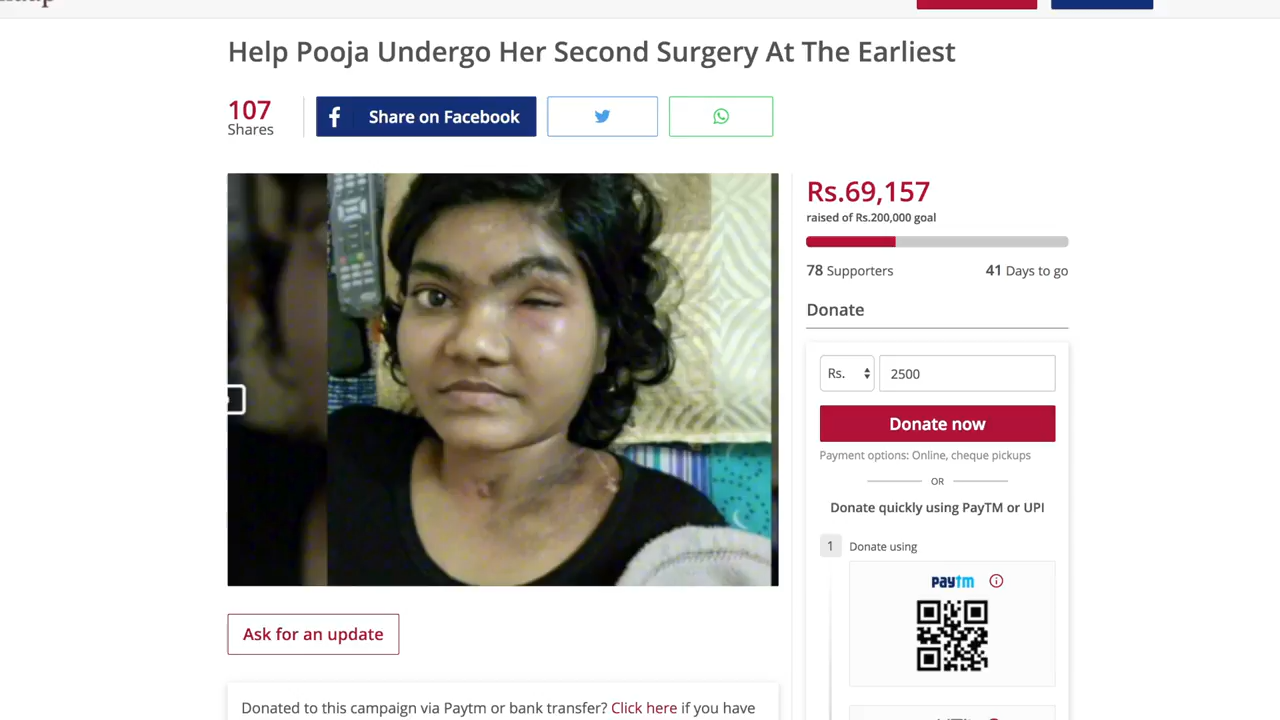 Help Pooja Undergo Her Second Surgery At The Earliest
107
Shares
Share on Facebook
Rs.69,157
raised of Rs.200,000 goal
78 Supporters
41 Days to go
Donate
Rs.
2500
Donate now
Payment options: Online, cheque pickups
OR
Donate quickly using PayTM or UPI
1
Donate using
paytm
Ask for an update
Donated to this campaign via Paytm or bank transfer? Click here if you have